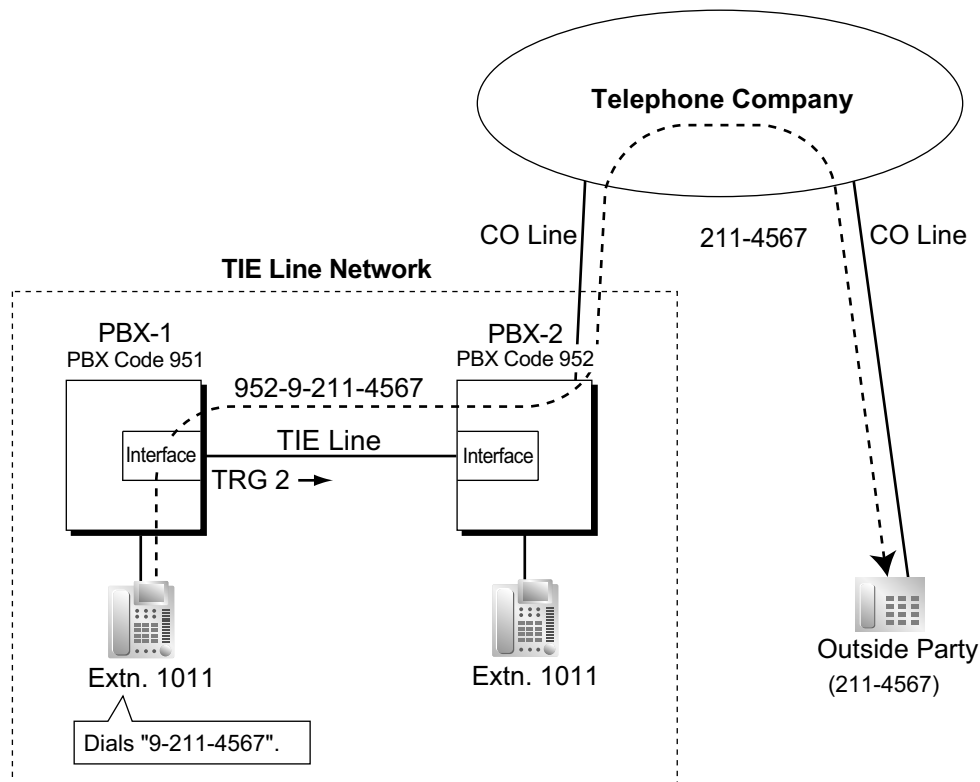 Telephone Company
CO Line
211-4567
CO Line
TIE Line Network
PBX-1
PBX Code 951
PBX-2
PBX Code 952
952-9-211-4567
Interface
TIE Line
Interface
TRG 2
Extn. 1011
Extn. 1011
Outside Party
(211-4567)
Dials "9-211-4567".